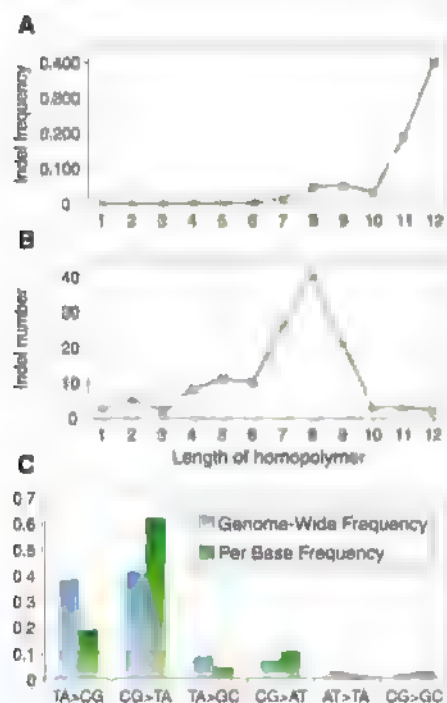 A
Indel frequency
0.400
0.300
0.200
0.100
0
1 2 3 4 5 6 7 8 9 10 11 12
B
Indel number
40
30
20
10
0
1 2 3 4 5 6 7 8 9 10 11 12
Length of homopolymer
C
0.7
0.6
0.5
0.4
0.3
0.2
0.1
0
Genome-Wide Frequency
Per Base Frequency
TA>CG CG>TA TA>GC CG>AT AT>TA CG>GC